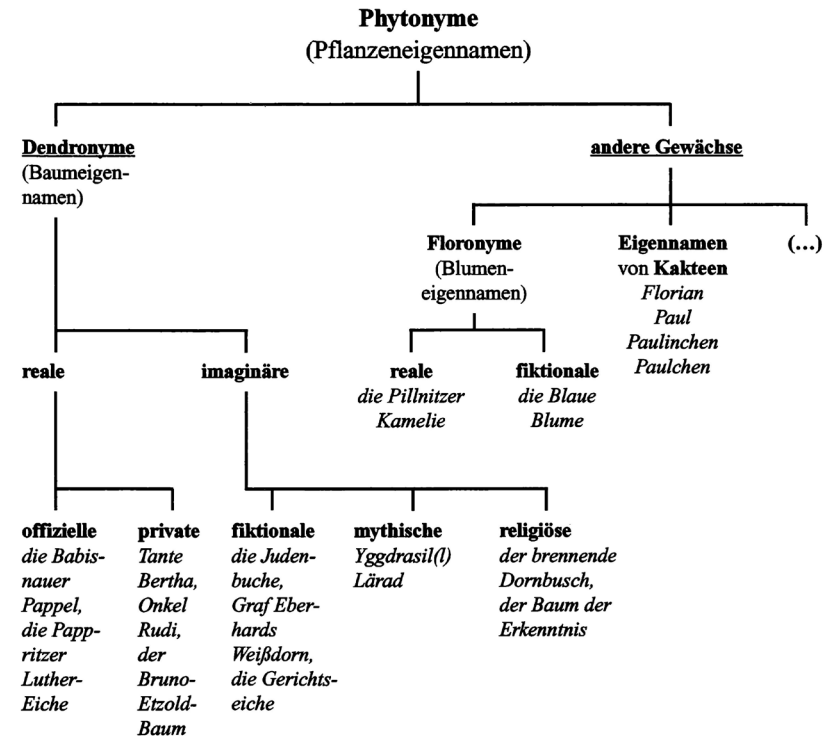 Phytonyme
(Pflanzeneigennamen)
Dendronyme
(Baumeigen-
namen)
andere Gewächse
Floronyme
(Blumen-
eigennamen)
Eigennamen
von Kakteen
Florian
Paul
Paulinchen
Paulchen
(...)
reale
imaginäre
reale
die Pillnitzer
Kamelie
fiktionale
die Blaue
Blume
offizielle
die Babis-
nauer
Pappel,
die Papp-
ritzer
Luther-
Eiche
private
Tante
Bertha,
Onkel
Rudi,
der
Bruno-
Etzold-
Baum
fiktionale
die Juden-
buche,
Graf Eber-
hards
Weißdorn,
die Gerichts-
eiche
mythische
Yggdrasil(l)
Lärad
religiöse
der brennende
Dornbusch,
der Baum der
Erkenntnis